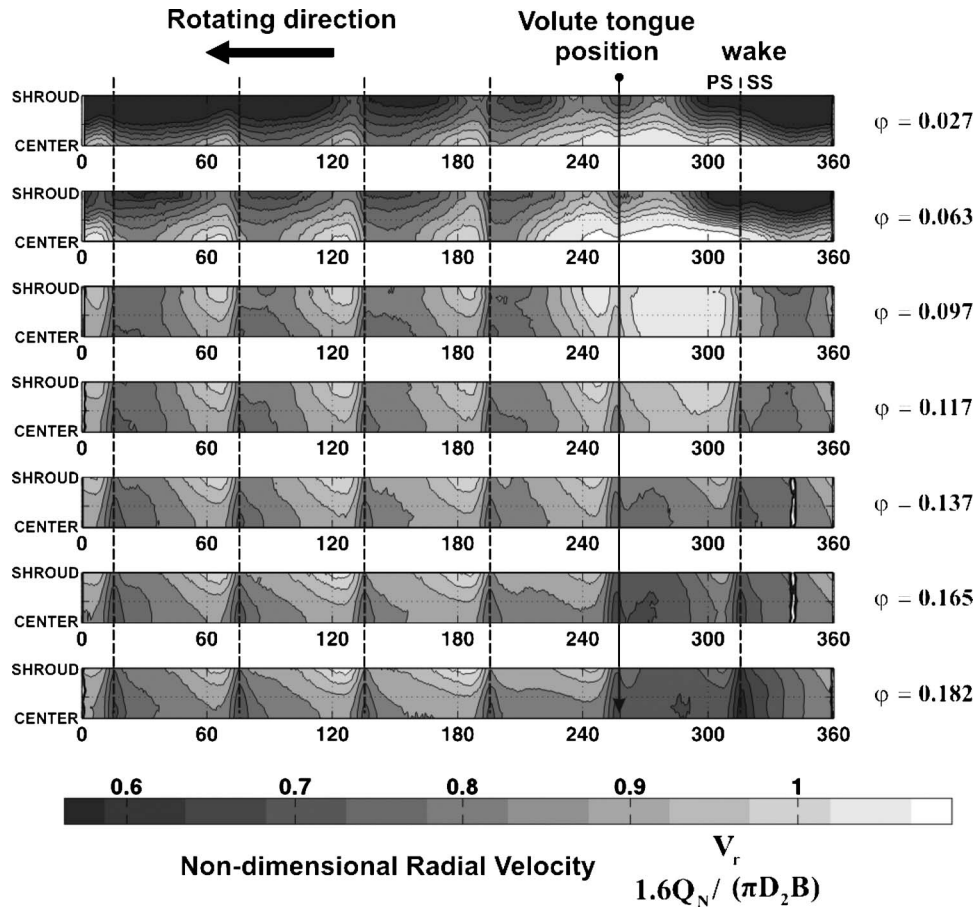 Rotating direction
Volute tongue position
wake
PS SS
SHROUD
CENTER
0 60 120 180 240 300 360
φ = 0.027
SHROUD
CENTER
0 60 120 180 240 300 360
φ = 0.063
SHROUD
CENTER
0 60 120 180 240 300 360
φ = 0.097
SHROUD
CENTER
0 60 120 180 240 300 360
φ = 0.117
SHROUD
CENTER
0 60 120 180 240 300 360
φ = 0.137
SHROUD
CENTER
0 60 120 180 240 300 360
φ = 0.165
SHROUD
CENTER
0 60 120 180 240 300 360
φ = 0.182
0.6 0.7 0.8 0.9 1
Non-dimensional Radial Velocity
V_r
1.6Q_N / (πD_2B)